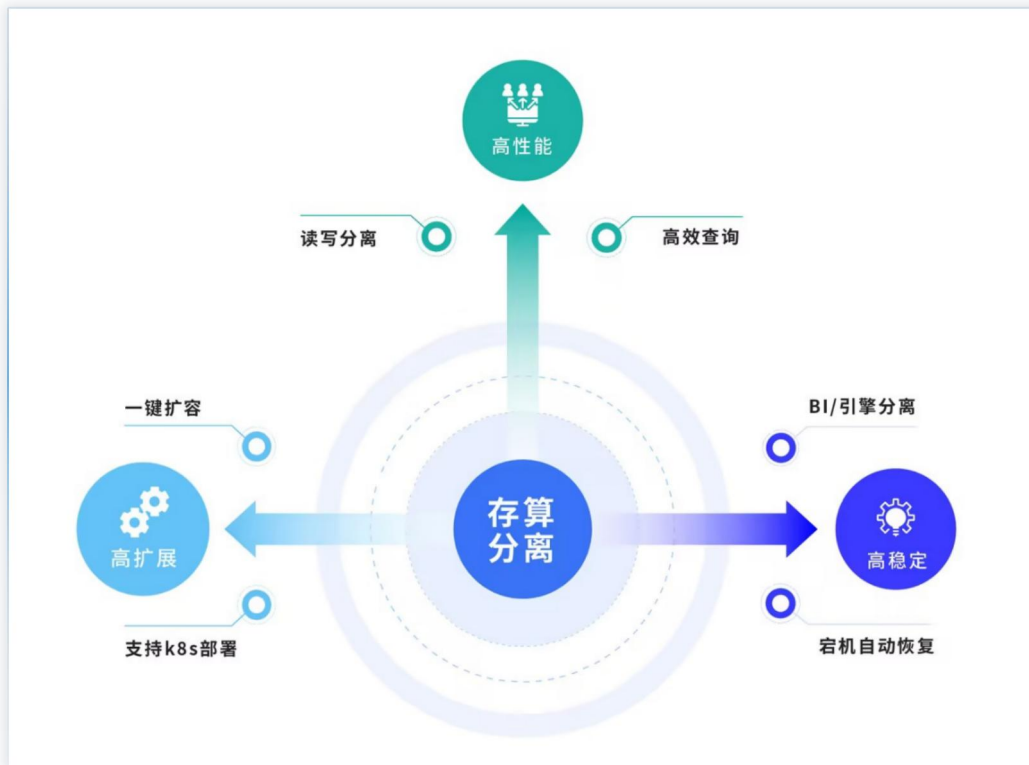 高性能
读写分离
高效查询
一键扩容
BI/引擎分离
存算
分离
高扩展
高稳定
支持k8s部署
宕机自动恢复